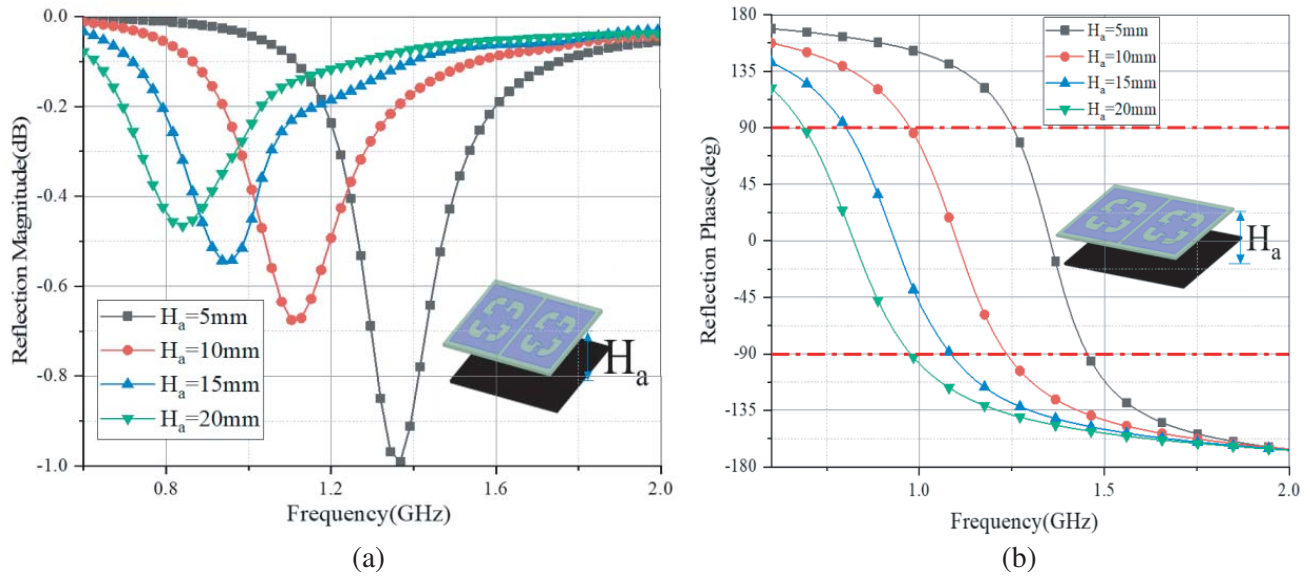 0.0
-0.2
-0.4
-0.6
-0.8
-1.0
Reflection Magnitude(dB)
0.8
1.2
1.6
2.0
Frequency(GHz)
Ha=5mm
Ha=10mm
Ha=15mm
Ha=20mm
Ha
(a)
180
135
90
45
0
-45
-90
-135
-180
Reflection Phase(deg)
1.0
1.5
2.0
Frequency(GHz)
Ha=5mm
Ha=10mm
Ha=15mm
Ha=20mm
Ha
(b)